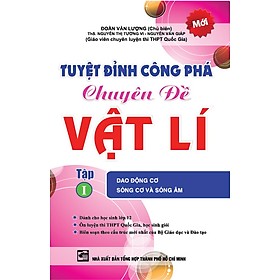 Mới
ĐOÀN VĂN LƯỢNG (Chủ biên)
ThS. NGUYỄN THỊ TƯỜNG VI - NGUYỄN VĂN GIÁP
(Giáo viên chuyên luyện thi THPT Quốc Gia)
TUYỆT ĐỈNH CÔNG PHÁ
Chuyên Đề
VẬT LÍ
Tập
1
DAO ĐỘNG CƠ
SÓNG CƠ VÀ SÓNG ÂM
Dành cho học sinh lớp 12
Ôn luyện thi THPT Quốc Gia, học sinh giỏi
Biên soạn theo cấu trúc mới nhất của Bộ Giáo dục và Đào tạo
NHÀ XUẤT BẢN TỔNG HỢP THÀNH PHỐ HỒ CHÍ MINH